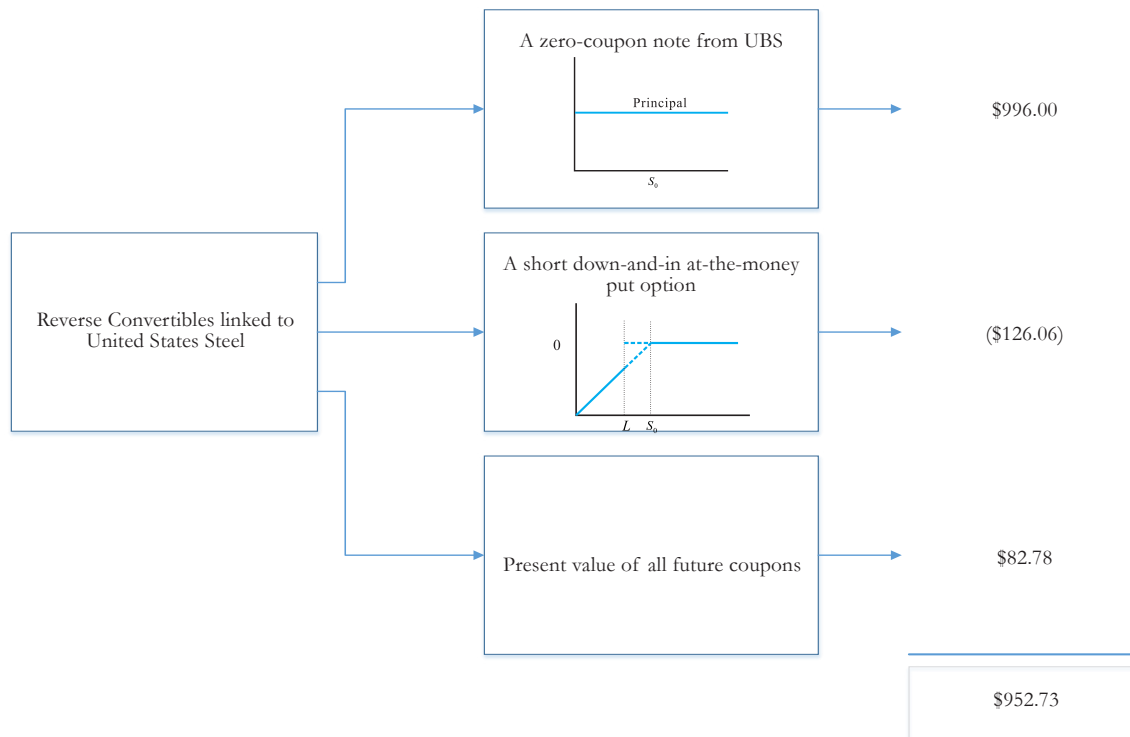 A zero-coupon note from UBS
Principal
S₀
$996.00
Reverse Convertibles linked to
United States Steel
A short down-and-in at-the-money
put option
0
L S₀
($126.06)
Present value of all future coupons
$82.78
$952.73